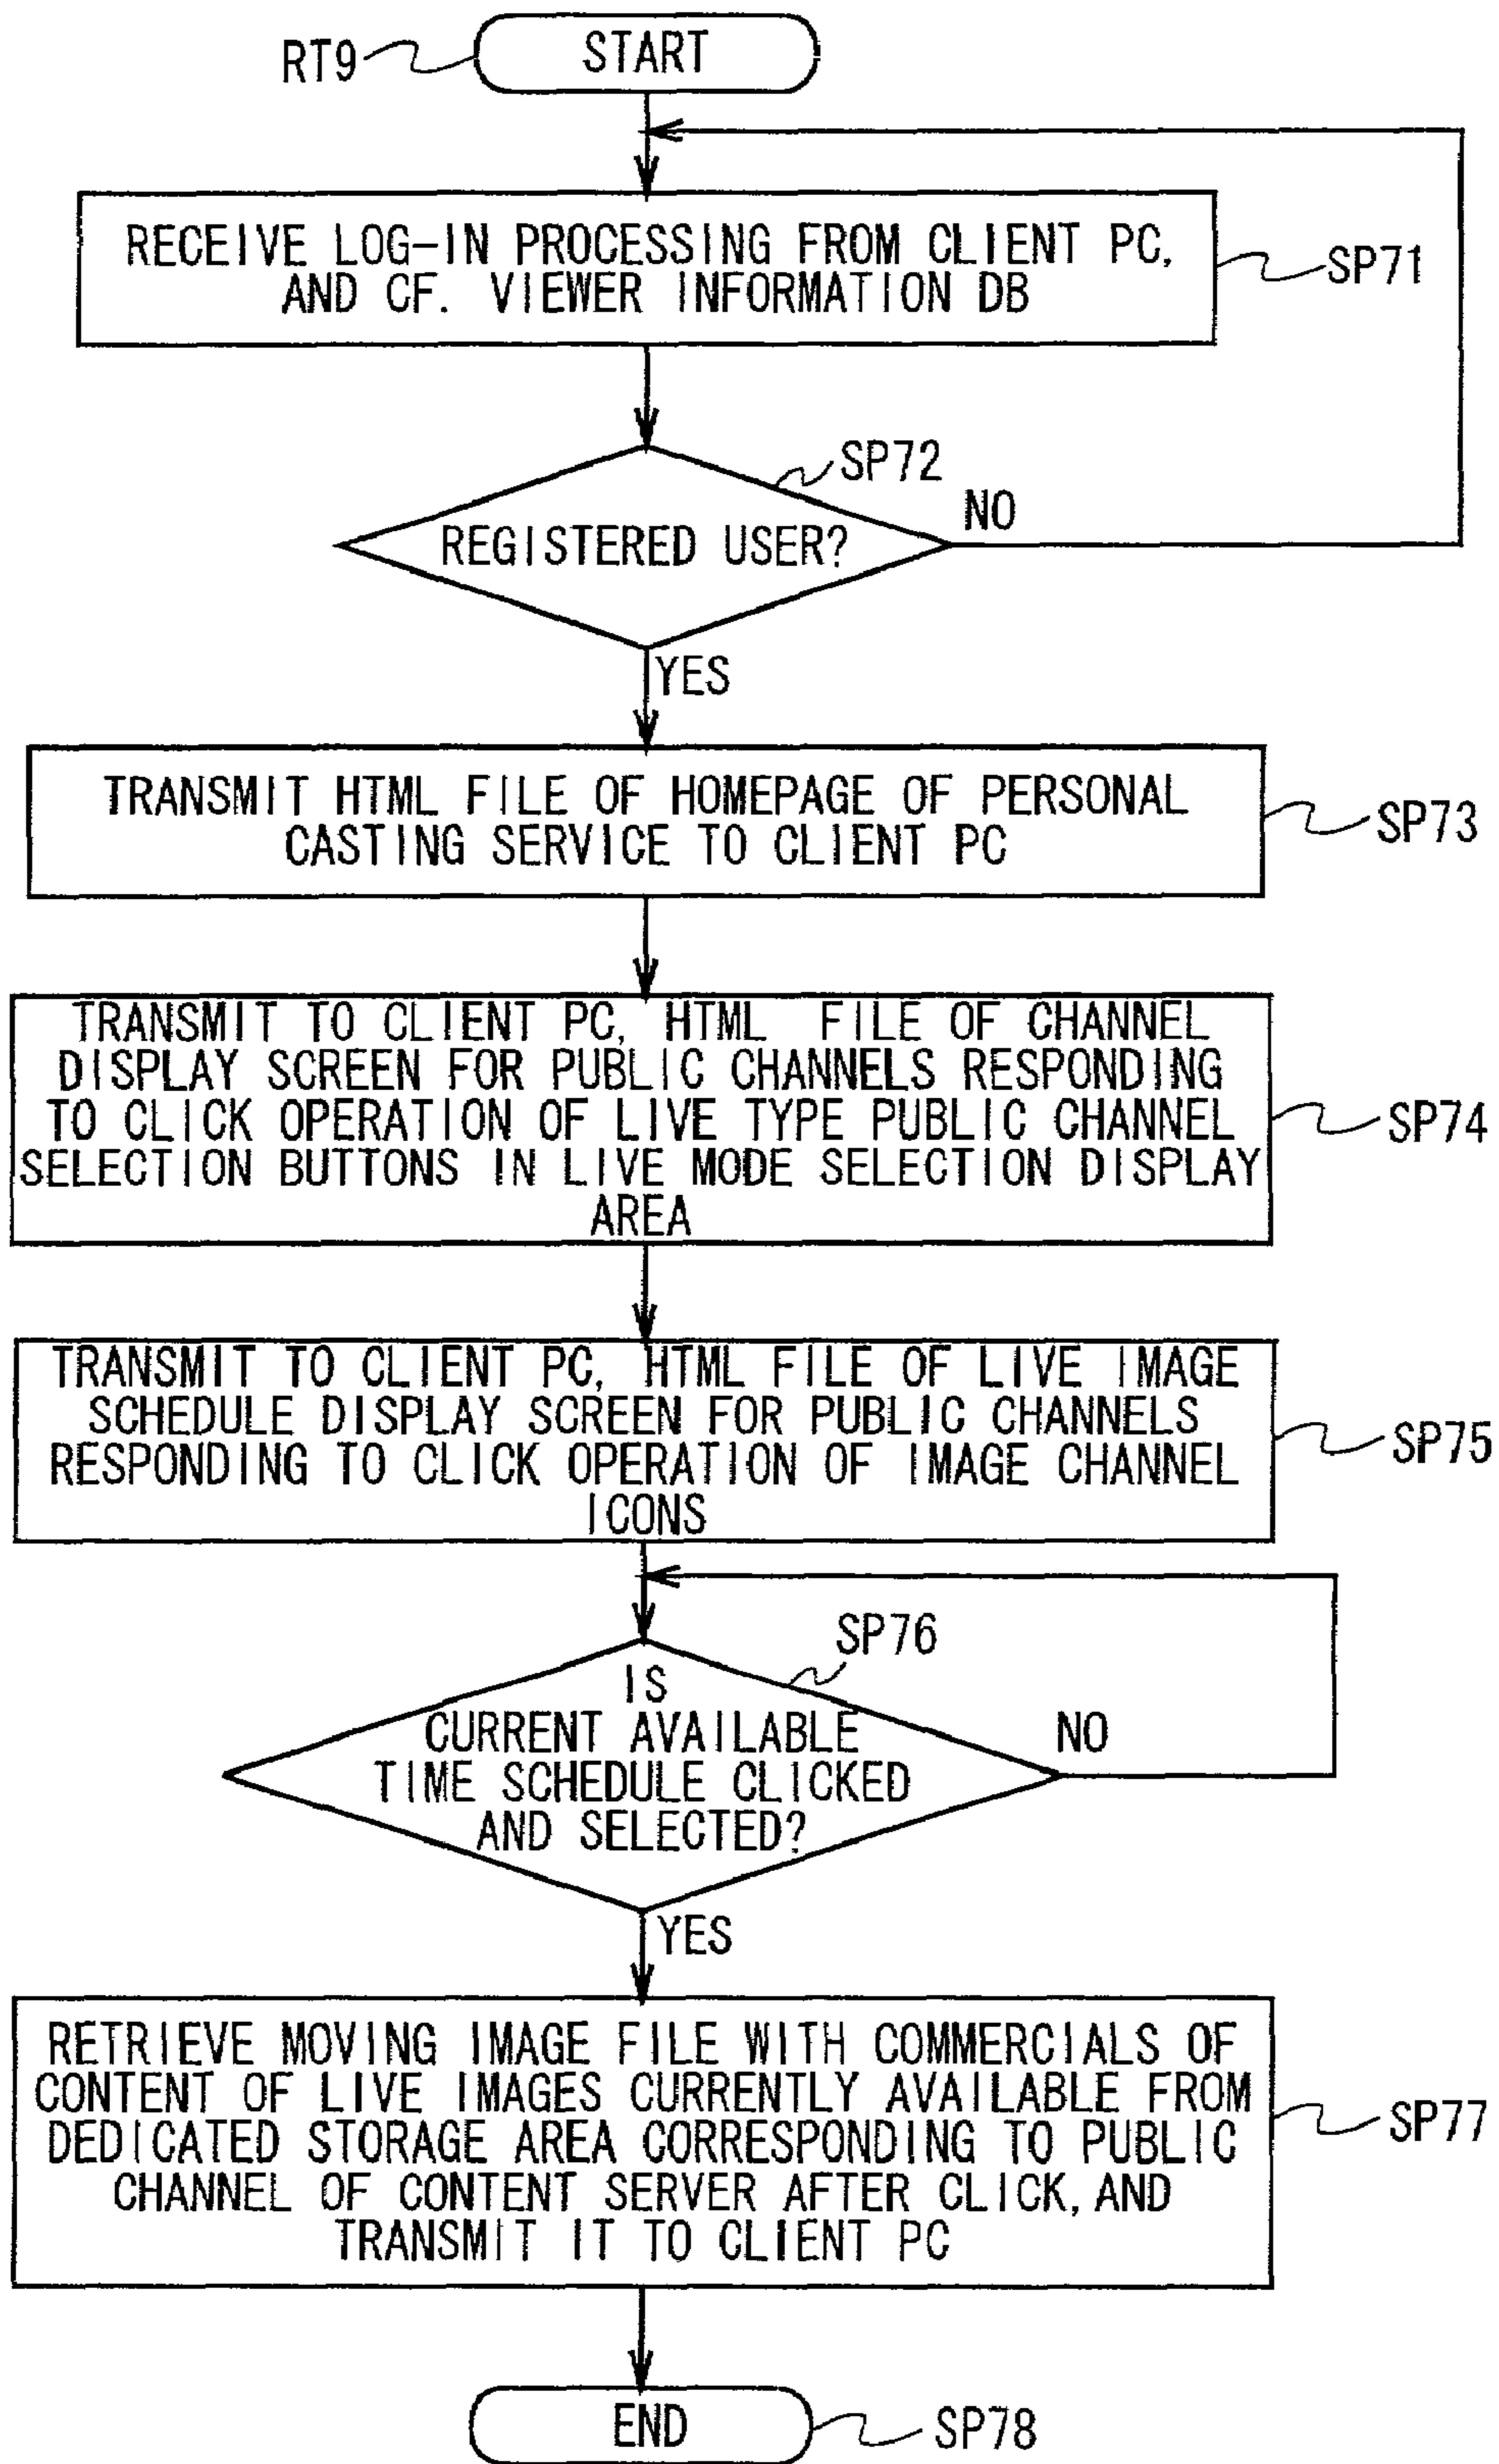 RT9
START
RECEIVE LOG-IN PROCESSING FROM CLIENT PC,
AND CF. VIEWER INFORMATION DB
SP71
SP72
REGISTERED USER?
NO
YES
TRANSMIT HTML FILE OF HOMEPAGE OF PERSONAL
CASTING SERVICE TO CLIENT PC
SP73
TRANSMIT TO CLIENT PC, HTML FILE OF CHANNEL
DISPLAY SCREEN FOR PUBLIC CHANNELS RESPONDING
TO CLICK OPERATION OF LIVE TYPE PUBLIC CHANNEL
SELECTION BUTTONS IN LIVE MODE SELECTION DISPLAY
AREA
SP74
TRANSMIT TO CLIENT PC, HTML FILE OF LIVE IMAGE
SCHEDULE DISPLAY SCREEN FOR PUBLIC CHANNELS
RESPONDING TO CLICK OPERATION OF IMAGE CHANNEL
ICONS
SP75
SP76
IS
CURRENT AVAILABLE
TIME SCHEDULE CLICKED
AND SELECTED?
NO
YES
RETRIEVE MOVING IMAGE FILE WITH COMMERCIALS OF
CONTENT OF LIVE IMAGES CURRENTLY AVAILABLE FROM
DEDICATED STORAGE AREA CORRESPONDING TO PUBLIC
CHANNEL OF CONTENT SERVER AFTER CLICK, AND
TRANSMIT IT TO CLIENT PC
SP77
END
SP78